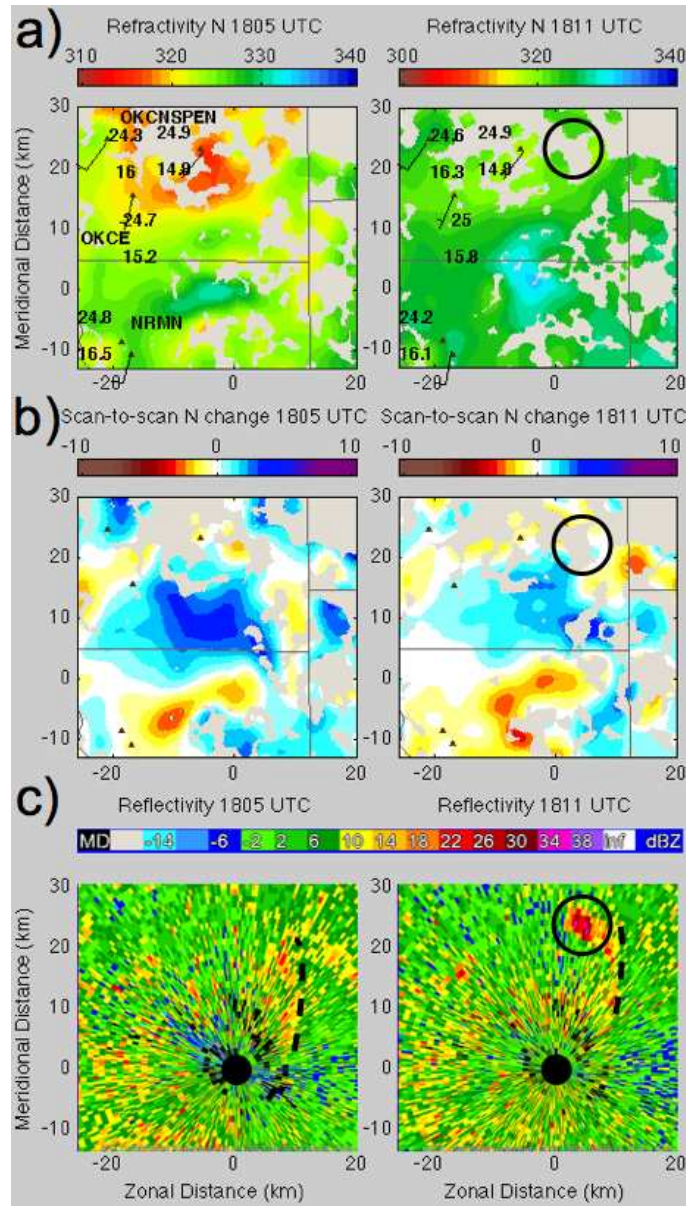 a)
Refractivity N 1805 UTC
Refractivity N 1811 UTC
310 320 330 340
300 320 340
Meridional Distance (km)
30
20
10
0
-10
-20 0 20
OKCNSPEN
24.3 24.9
16 14.9
24.7
OKCE
15.2
24.8
NRMN
16.5
24.6 24.9
16.3 14.9
25
15.8
24.2
16.1
-20 0 20
b)
Scan-to-scan N change 1805 UTC
Scan-to-scan N change 1811 UTC
-10 0 10
-10 0 10
30
20
10
0
-10
-20 0 20
-20 0 20
c)
Reflectivity 1805 UTC
Reflectivity 1811 UTC
MD -14 -6 -2 2 6 10 14 18 22 26 30 34 38 inf dBZ
Meridional Distance (km)
30
20
10
0
-10
-20 0 20
-20 0 20
Zonal Distance (km)
Zonal Distance (km)